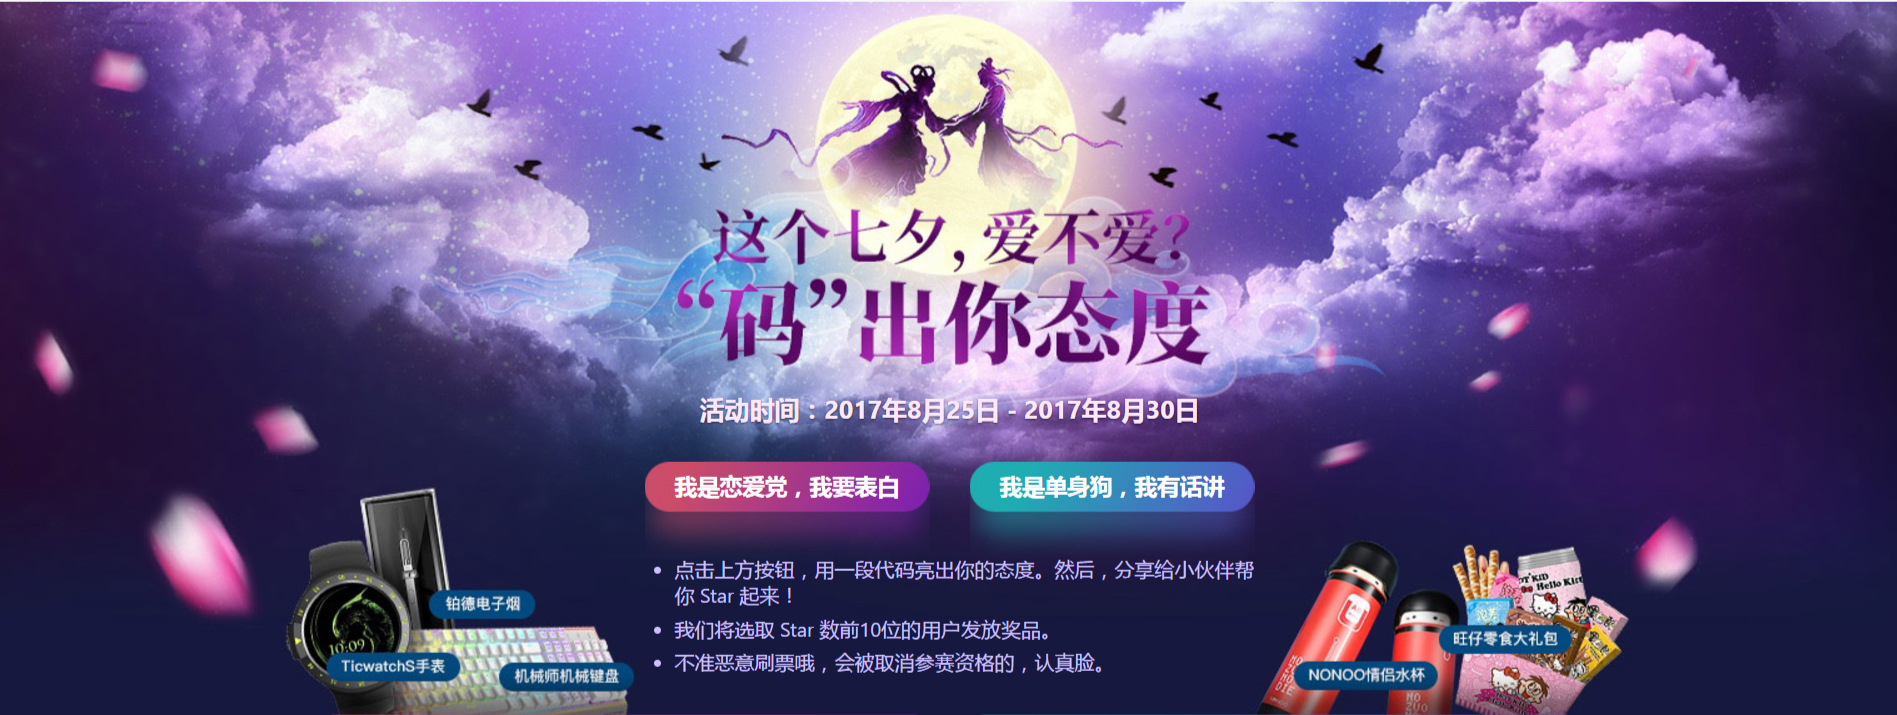 这个七夕，爱不爱？
“码”出你态度
活动时间：2017年8月25日 - 2017年8月30日
我是恋爱党，我要表白
我是单身狗，我有话讲
点击上方按钮，用一段代码亮出你的态度。然后，分享给小伙伴帮
你 Star 起来！
我们将选取 Star 数前10位的用户发放奖品。
不准恶意刷票哦，会被取消参赛资格的，认真脸。
铂德电子烟
10:09
TicwatchS手表
机械师机械键盘
NONOO情侣水杯
旺仔零食大礼包
Hello Kitty